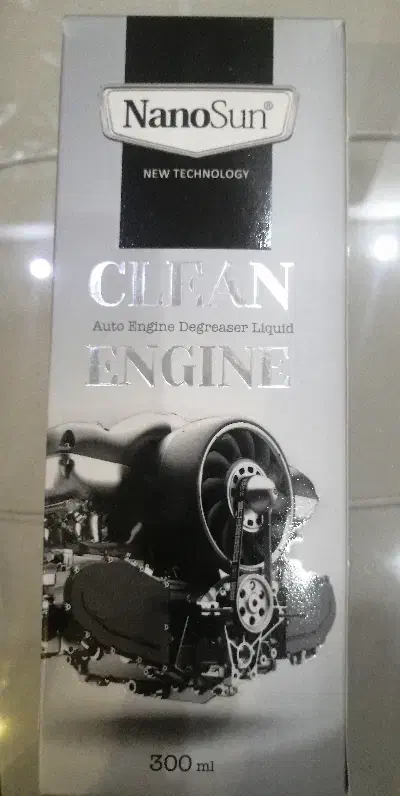 NanoSun®
NEW TECHNOLOGY
CLEAN
Auto Engine Degreaser Liquid
ENGINE
300 ml